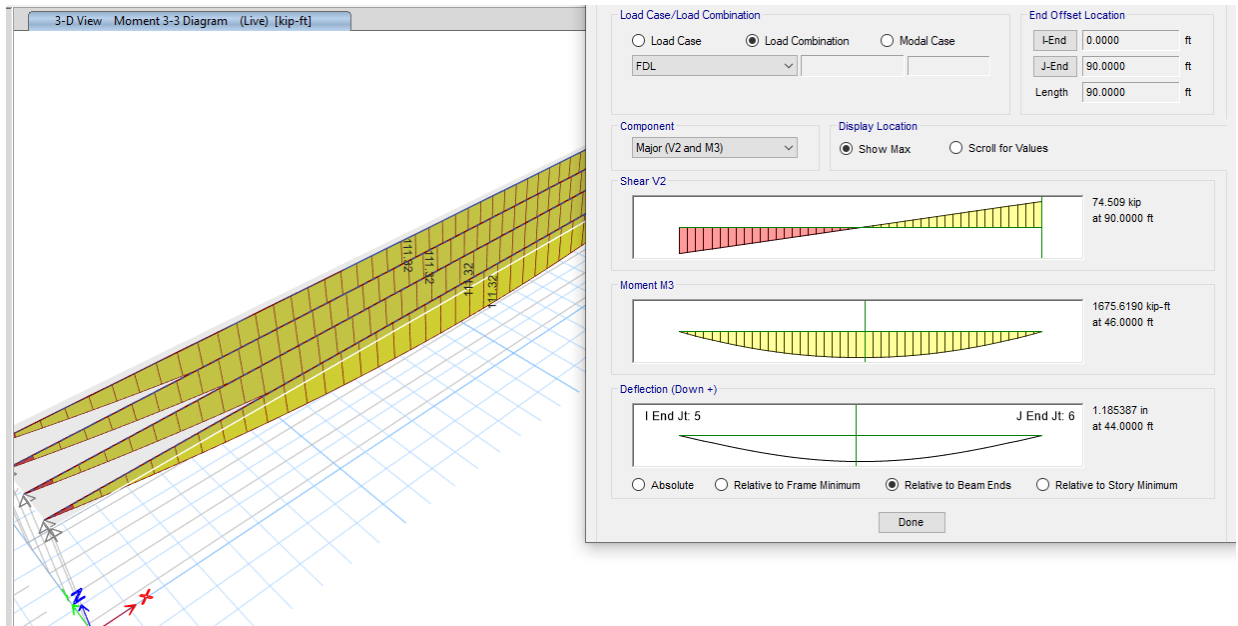 3-D View Moment 3-3 Diagram (Live) [kip-ft]
111.32
111.32
111.32
111.32
N
X
Load Case/Load Combination
Load Case Load Combination Modal Case
FDL
End Offset Location
I-End 0.0000 ft
J-End 90.0000 ft
Length 90.0000 ft
Component
Major (V2 and M3)
Display Location
Show Max Scroll for Values
Shear V2
74.509 kip
at 90.0000 ft
Moment M3
1675.6190 kip-ft
at 46.0000 ft
Deflection (Down +)
I End Jt: 5 J End Jt: 6
1.185387 in
at 44.0000 ft
Absolute Relative to Frame Minimum Relative to Beam Ends Relative to Story Minimum
Done